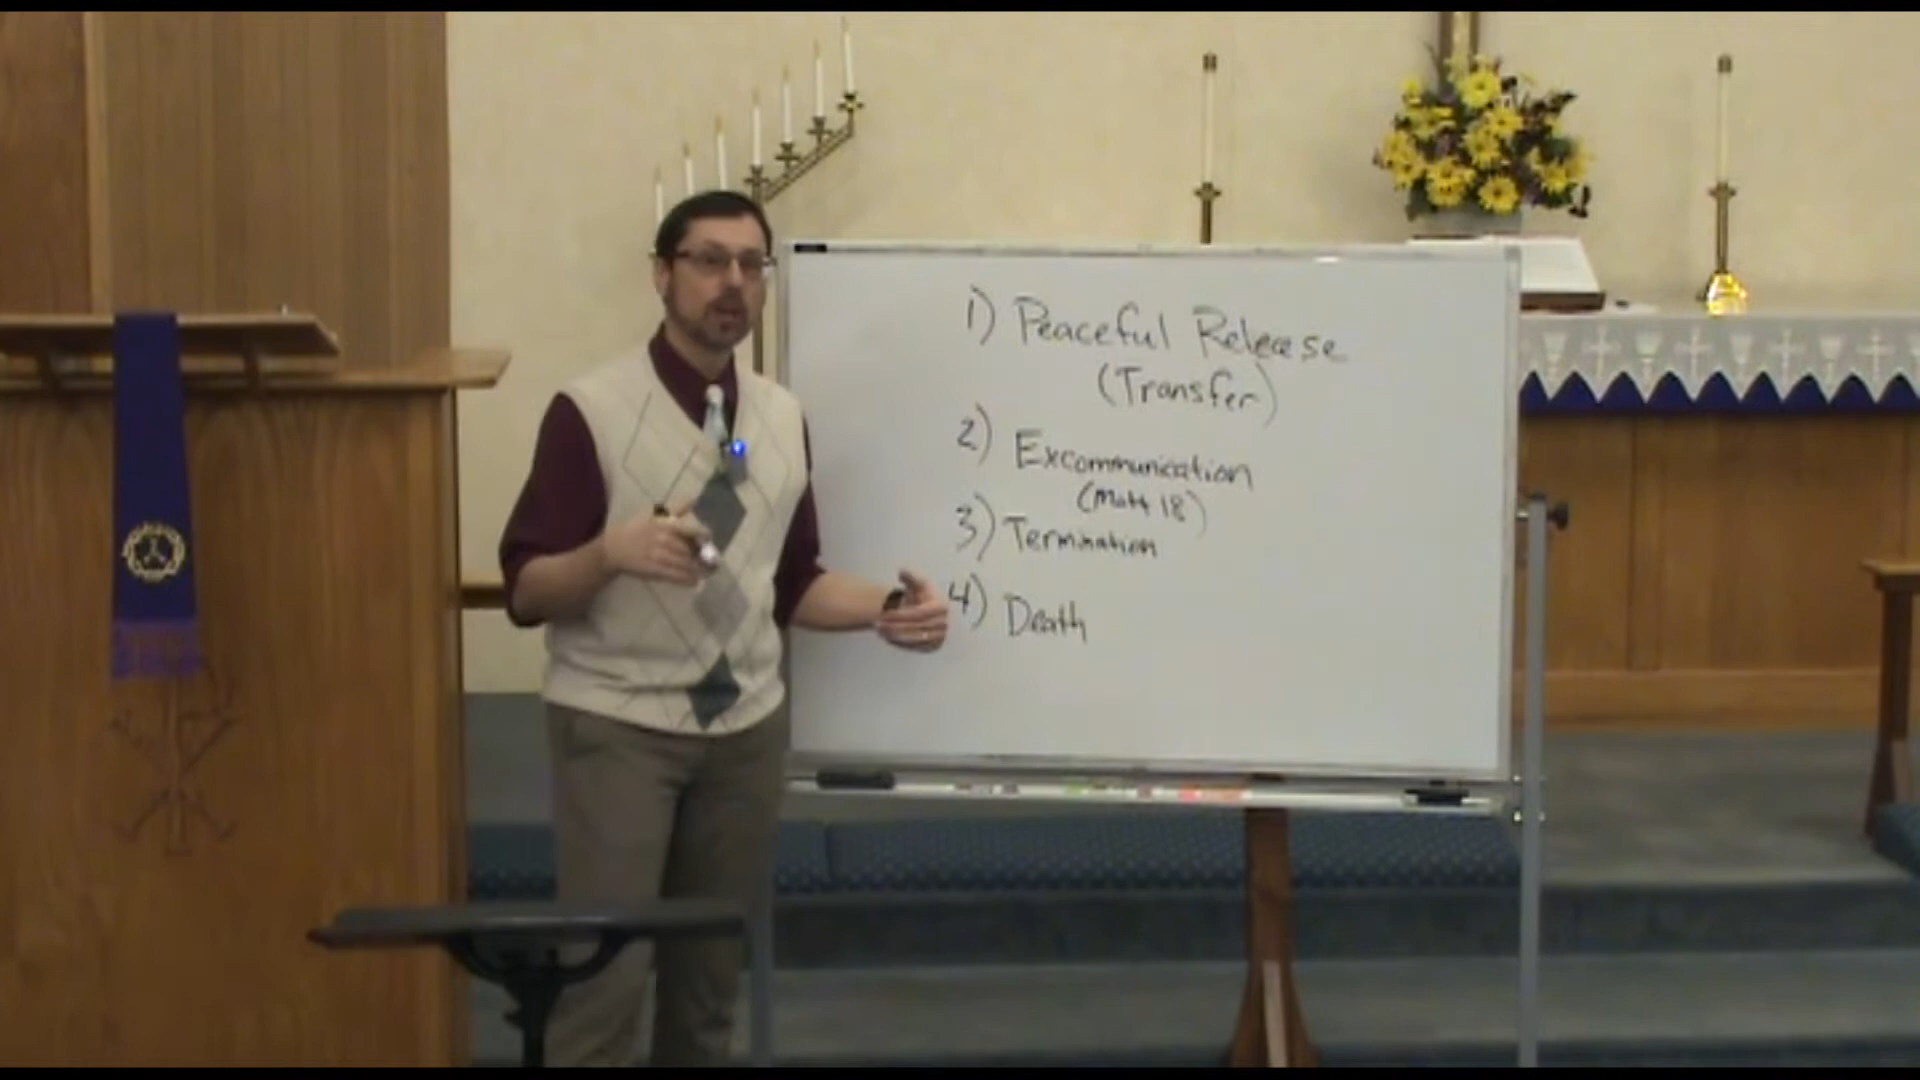 1) Peaceful Release
(Transfer)
2) Excommunication
(Matt 18)
3) Termination
4) Death